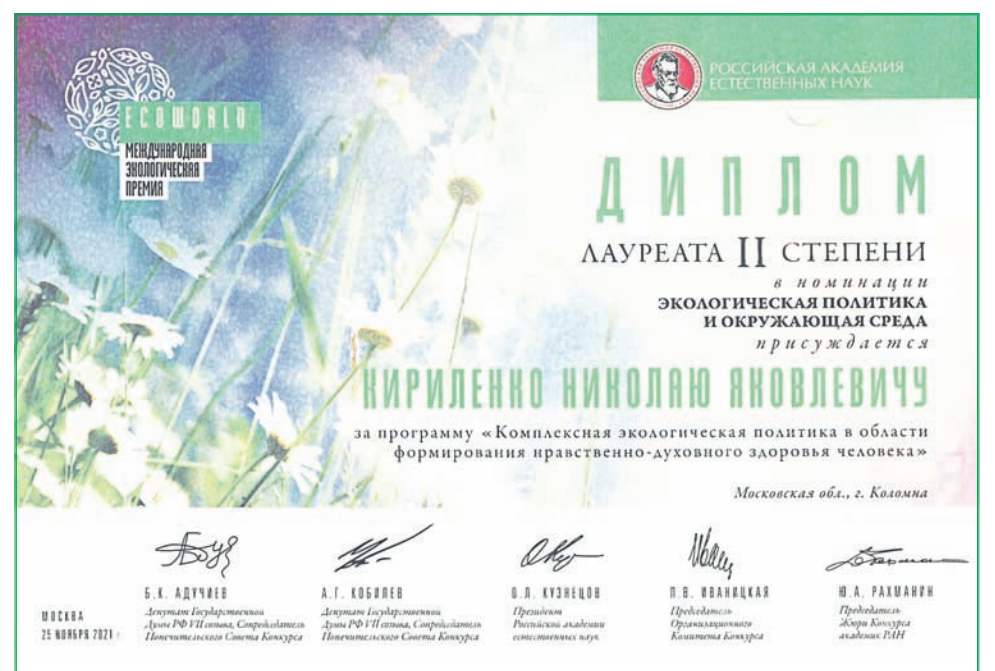 ECOWORLD
МЕЖДУНАРОДНАЯ
ЭКОЛОГИЧЕСКАЯ
ПРЕМИЯ
РОССИЙСКАЯ АКАДЕМИЯ
ЕСТЕСТВЕННЫХ НАУК
ДИПЛОМ
ЛАУРЕАТА II СТЕПЕНИ
в номинации
ЭКОЛОГИЧЕСКАЯ ПОЛИТИКА
И ОКРУЖАЮЩАЯ СРЕДА
присуждается
КИРИЛЕНКО НИКОЛАЮ ЯКОВЛЕВИЧУ
за программу «Комплексная экологическая политика в области
формирования нравственно-духовного здоровья человека»
Московская обл., г. Коломна
МОСКВА
25 НОЯБРЯ 2021 г
Б.К. АДУЧИЕВ
Депутат Государственной
Думы РФ VII созыва, Сопредседатель
Попечительского Совета Конкурса
А.Г. КОБИЛЕВ
Депутат Государственной
Думы РФ VII созыва, Сопредседатель
Попечительского Совета Конкурса
О.Л. КУЗНЕЦОВ
Президент
Российской академии
естественных наук
Л.В. ИВАНИЦКАЯ
Председатель
Организационного
Комитета Конкурса
Ю.А. РАХМАНИН
Председатель
Жюри Конкурса
академик РАН